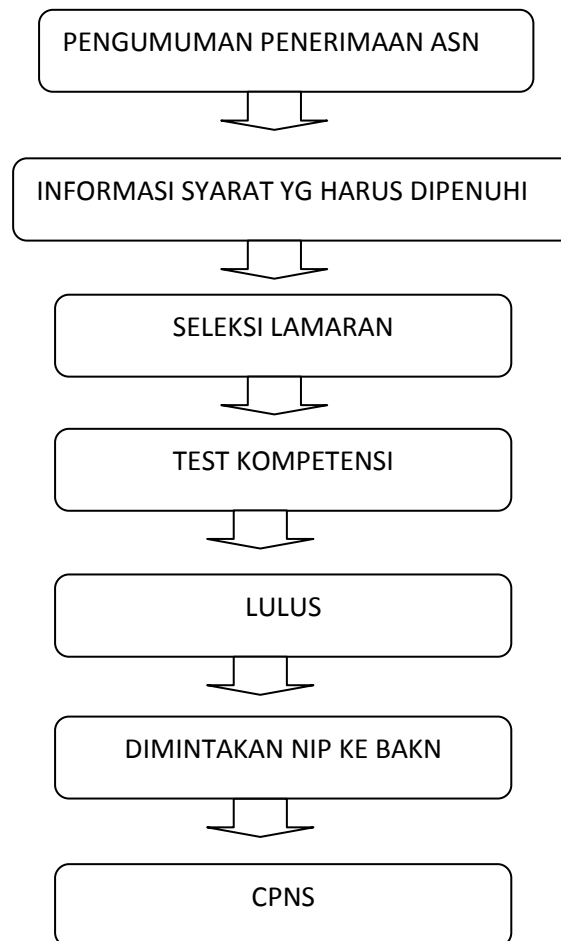 PENGUMUMAN PENERIMAAN ASN
INFORMASI SYARAT YG HARUS DIPENUHI
SELEKSI LAMARAN
TEST KOMPETENSI
LULUS
DIMINTAKAN NIP KE BAKN
CPNS